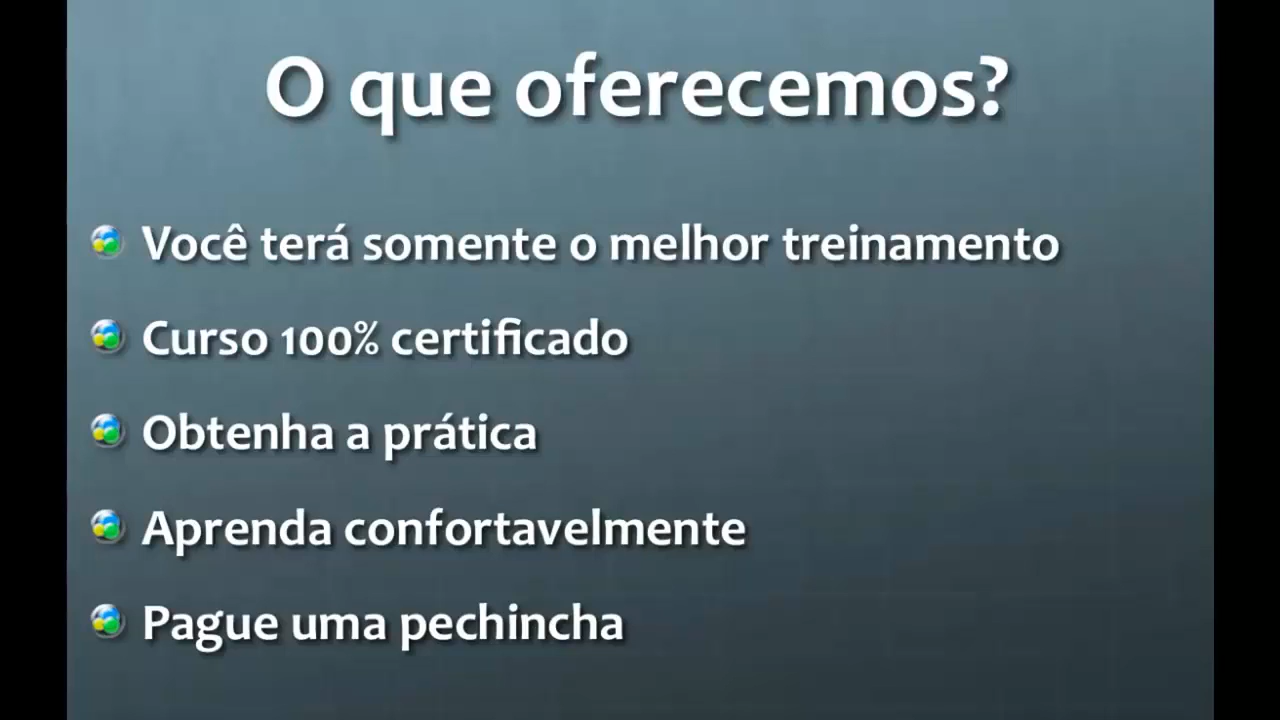 O que oferecemos?
Você terá somente o melhor treinamento
Curso 100% certificado
Obtenha a prática
Aprenda confortavelmente
Pague uma pechincha